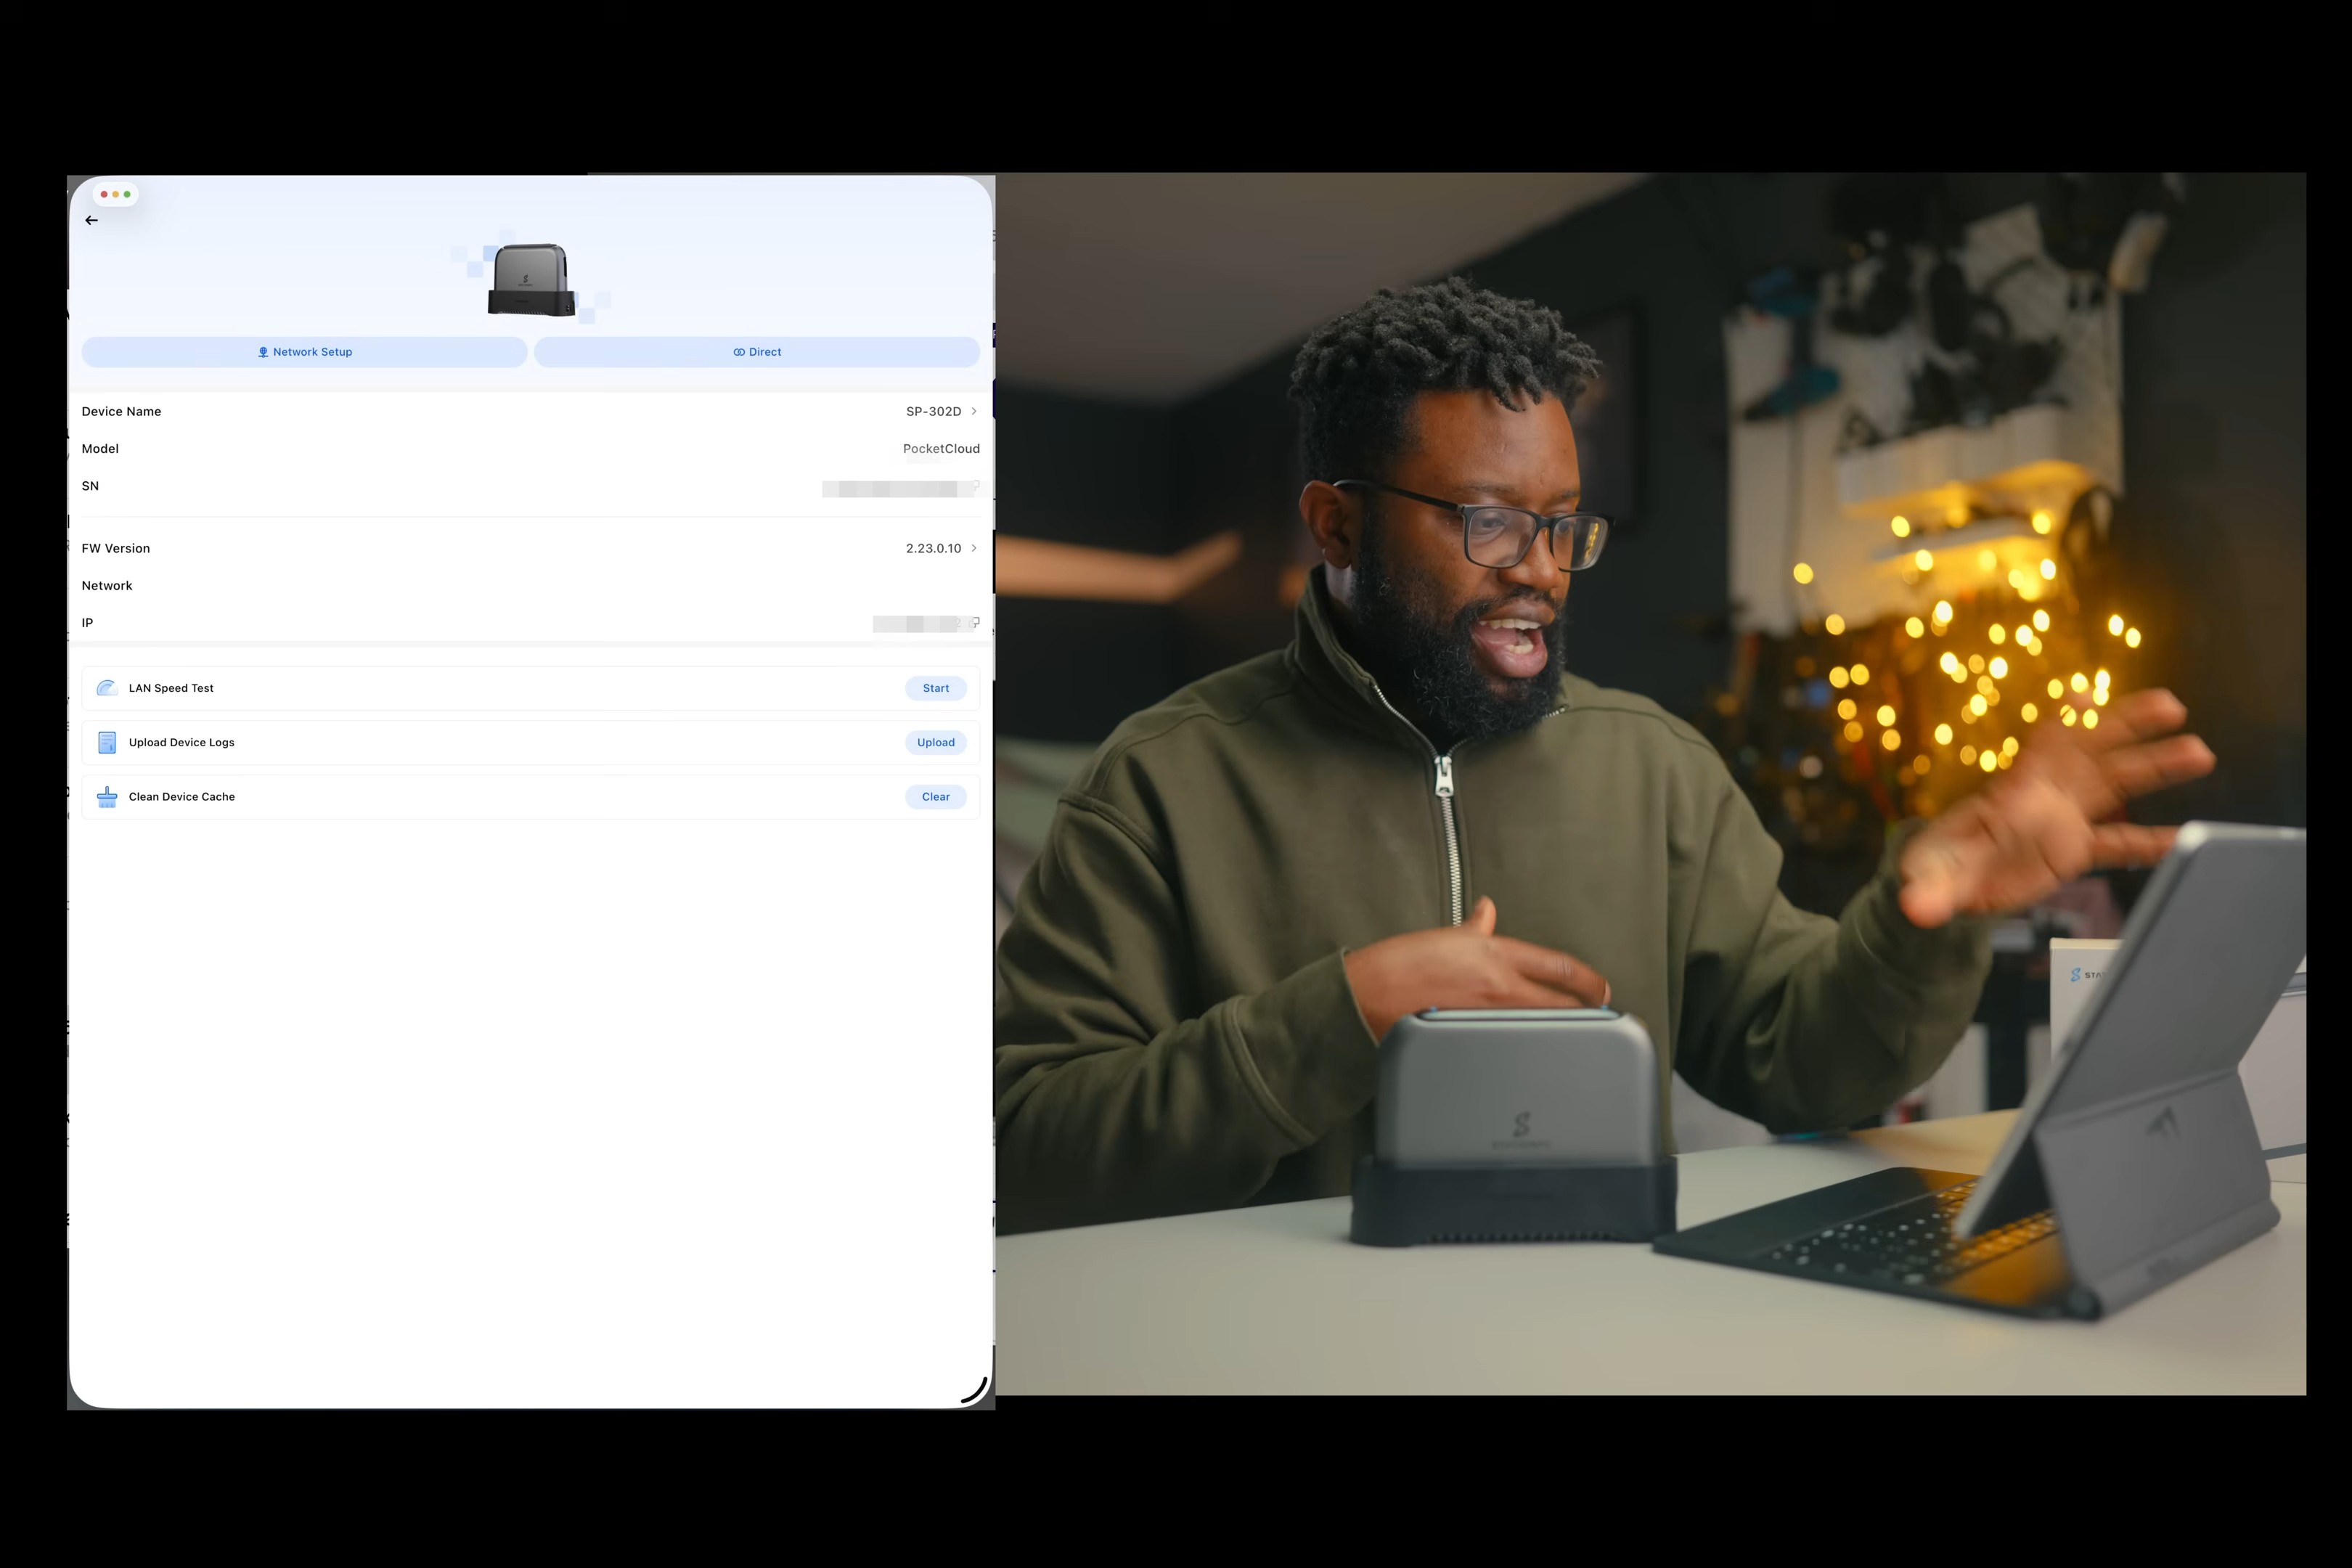 Network Setup
Direct
Device Name SP-302D
Model PocketCloud
SN
FW Version 2.23.0.10
Network
IP
LAN Speed Test Start
Upload Device Logs Upload
Clean Device Cache Clear
STA